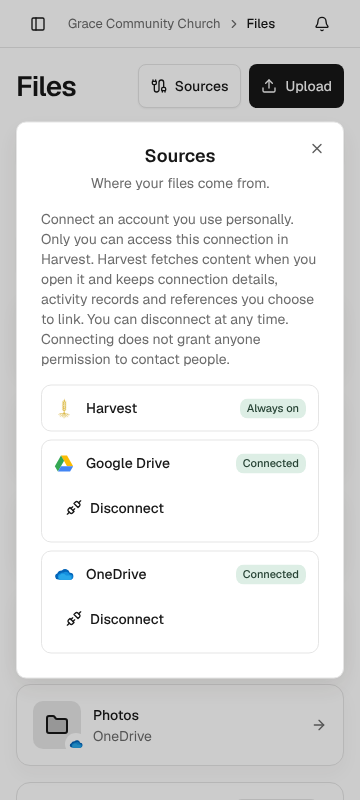 Grace Community Church > Files
Files
Sources
Upload
Sources
Where your files come from.
Connect an account you use personally.
Only you can access this connection in
Harvest. Harvest fetches content when you
open it and keeps connection details,
activity records and references you choose
to link. You can disconnect at any time.
Connecting does not grant anyone
permission to contact people.
Harvest
Always on
Google Drive
Connected
Disconnect
OneDrive
Connected
Disconnect
Photos
OneDrive